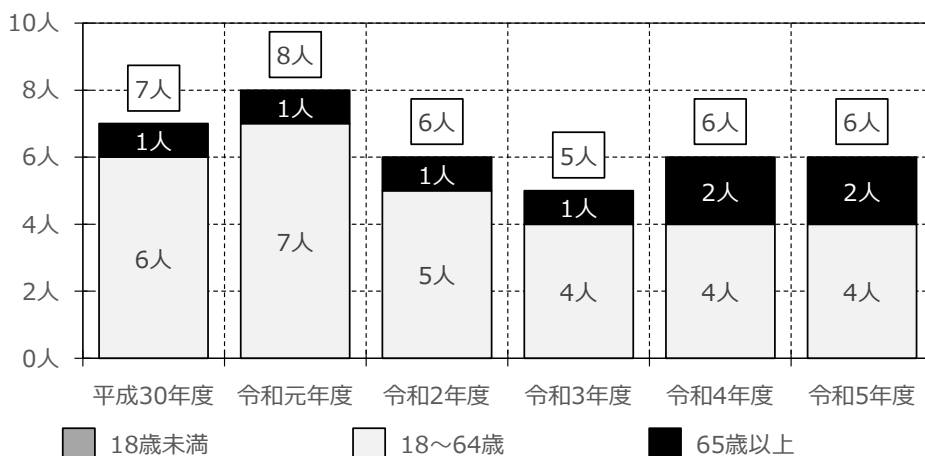 10人
8人
6人
4人
2人
0人
7人
8人
6人
5人
6人
6人
1人
1人
1人
1人
2人
2人
6人
7人
5人
4人
4人
4人
平成30年度 令和元年度 令和2年度 令和3年度 令和4年度 令和5年度
18歳未満 18～64歳 65歳以上